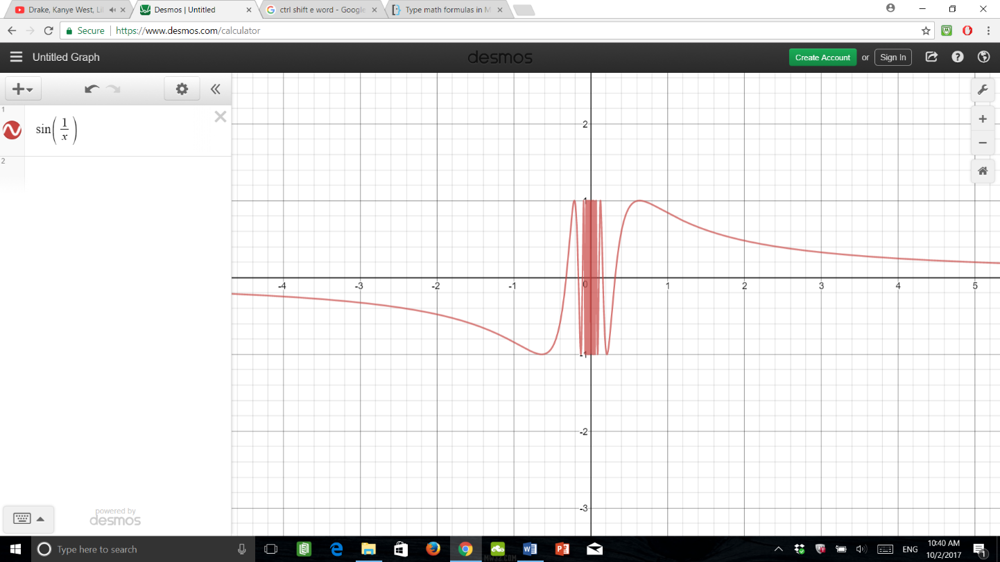 Drake, Kanye West, Lil
Desmos | Untitled
ctrl shift e word - Google
Type math formulas in M
Secure
https://www.desmos.com/calculator
Untitled Graph
desmos
Create Account or Sign In
1
sin(1/x)
2
powered by
desmos
2
1
-4 -3 -2 -1 0 1 2 3 4 5
-1
-2
-3
Type here to search
ENG
10:40 AM
10/2/2017
1